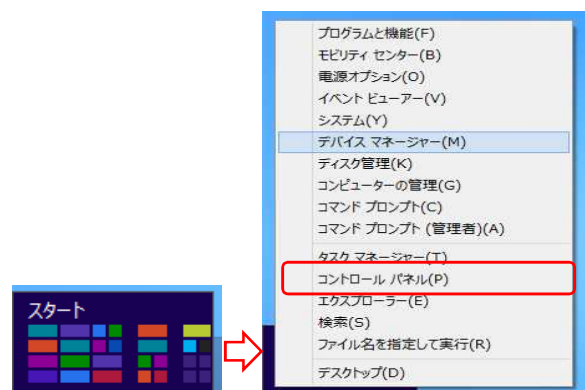 プログラムと機能(F)
モビリティ センター(B)
電源オプション(O)
イベント ビューアー(V)
システム(Y)
デバイス マネージャー(M)
ディスク管理(K)
コンピューターの管理(G)
コマンド プロンプト(C)
コマンド プロンプト (管理者)(A)
タスク マネージャー(T)
コントロール パネル(P)
エクスプローラー(E)
検索(S)
ファイル名を指定して実行(R)
デスクトップ(D)
スタート